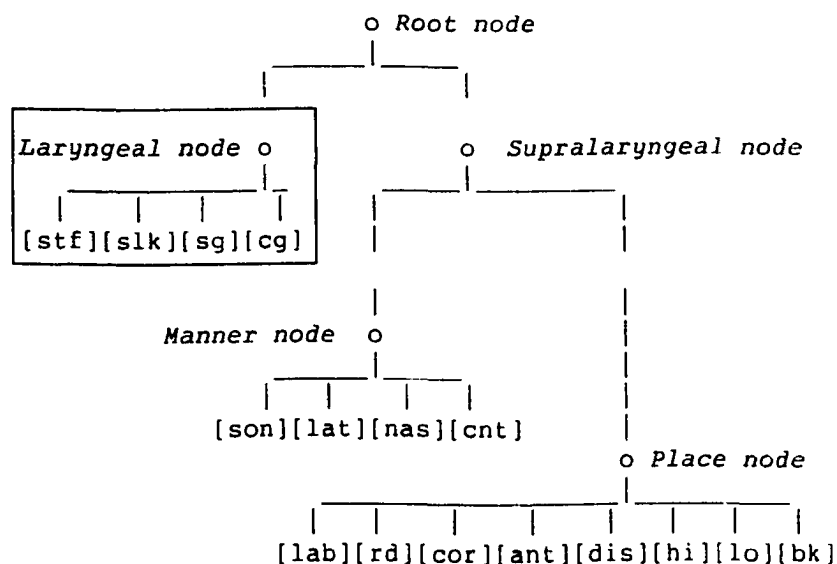 Root node
Laryngeal node Supralaryngeal node
[stf][slk][sg][cg]
Manner node
[son][lat][nas][cnt]
Place node
[lab][rd][cor][ant][dis][hi][lo][bk]